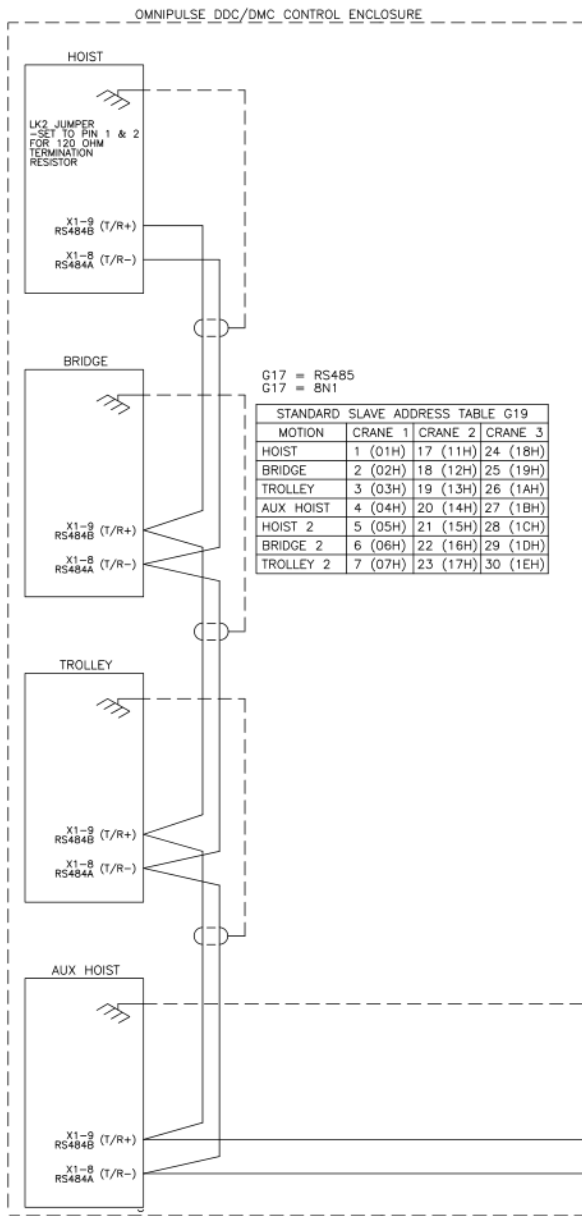 OMNIPULSE DDC/DMC CONTROL ENCLOSURE
HOIST
LK2 JUMPER
-SET TO PIN 1 & 2
FOR 120 OHM
TERMINATION
RESISTOR
X1-9 (T/R+)
RS484B
X1-8 (T/R-)
RS484A
BRIDGE
X1-9 (T/R+)
RS484B
X1-8 (T/R-)
RS484A
G17 = RS485
G17 = 8N1
STANDARD SLAVE ADDRESS TABLE G19
MOTION CRANE 1 CRANE 2 CRANE 3
HOIST 1 (01H) 17 (11H) 24 (18H)
BRIDGE 2 (02H) 18 (12H) 25 (19H)
TROLLEY 3 (03H) 19 (13H) 26 (1AH)
AUX HOIST 4 (04H) 20 (14H) 27 (1BH)
HOIST 2 5 (05H) 21 (15H) 28 (1CH)
BRIDGE 2 6 (06H) 22 (16H) 29 (1DH)
TROLLEY 2 7 (07H) 23 (17H) 30 (1EH)
TROLLEY
X1-9 (T/R+)
RS484B
X1-8 (T/R-)
RS484A
AUX HOIST
X1-9 (T/R+)
RS484B
X1-8 (T/R-)
RS484A